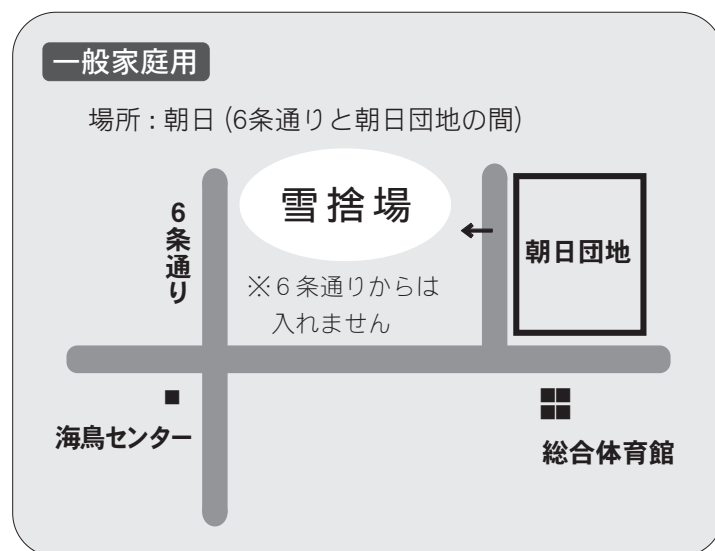 一般家庭用
場所：朝日（6条通りと朝日団地の間）
雪捨場
6条通り
朝日団地
※６条通りからは
入れません
海鳥センター
総合体育館